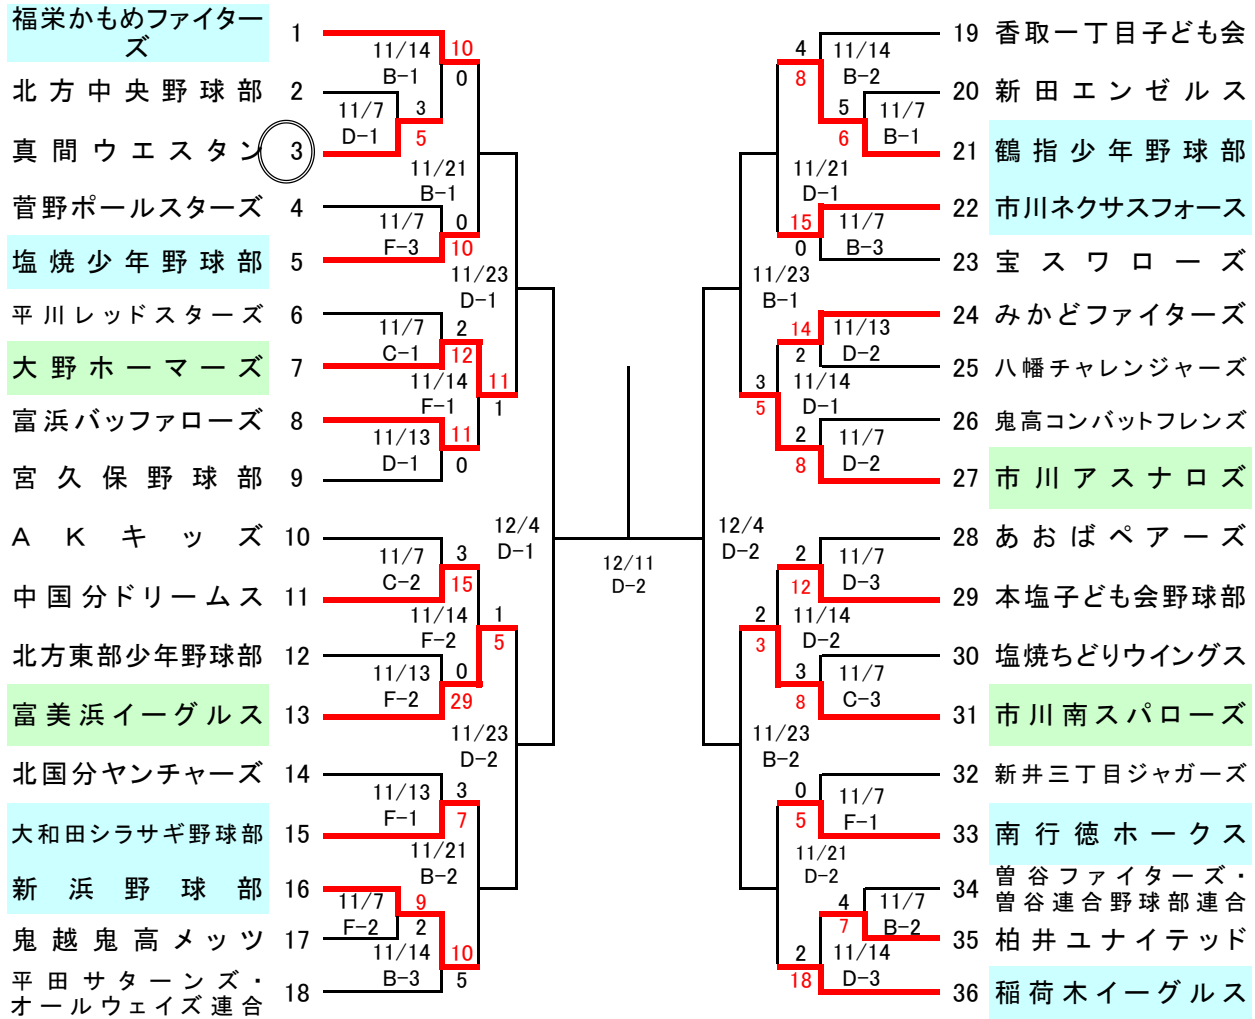 福栄かもめファイター
ズ
1
北方中央野球部 2
真間ウエスタン 3
菅野ポールスターズ 4
塩焼少年野球部 5
平川レッドスターズ 6
大野ホーマーズ 7
富浜バッファローズ 8
宮久保野球部 9
AKキッズ 10
中国分ドリームス 11
北方東部少年野球部 12
富美浜イーグルス 13
北国分ヤンチャーズ 14
大和田シラサギ野球部 15
新浜野球部 16
鬼越鬼高メッツ 17
平田サターンズ・
オールウェイズ連合
18
11/14
B-1
10
0
11/7
D-1
3
5
11/21
B-1
11/7
F-3
0
10
11/23
D-1
11/7
C-1
2
12
11/14
F-1
11
1
11/13
D-1
11
0
12/4
D-1
11/7
C-2
3
15
11/14
F-2
1
5
11/13
F-2
0
29
11/23
D-2
11/13
F-1
3
7
11/21
B-2
11/7
F-2
9
2
11/14
B-3
10
5
12/11
D-2
4
8
11/14
B-2
5
6
11/7
B-1
11/21
D-1
15
0
11/7
B-3
11/23
B-1
14
2
11/13
D-2
3
5
11/14
D-1
2
8
11/7
D-2
12/4
D-2
2
12
11/7
D-3
2
3
11/14
D-2
3
8
11/7
C-3
11/23
B-2
0
5
11/7
F-1
11/21
D-2
4
7
11/7
B-2
2
18
11/14
D-3
19 香取一丁目子ども会
20 新田エンゼルス
21 鶴指少年野球部
22 市川ネクサスフォース
23 宝スワローズ
24 みかどファイターズ
25 八幡チャレンジャーズ
26 鬼高コンバットフレンズ
27 市川アスナロズ
28 あおばペアーズ
29 本塩子ども会野球部
30 塩焼ちどりウイングス
31 市川南スパローズ
32 新井三丁目ジャガーズ
33 南行徳ホークス
34
曽谷ファイターズ・
曽谷連合野球部連合
35 柏井ユナイテッド
36 稲荷木イーグルス